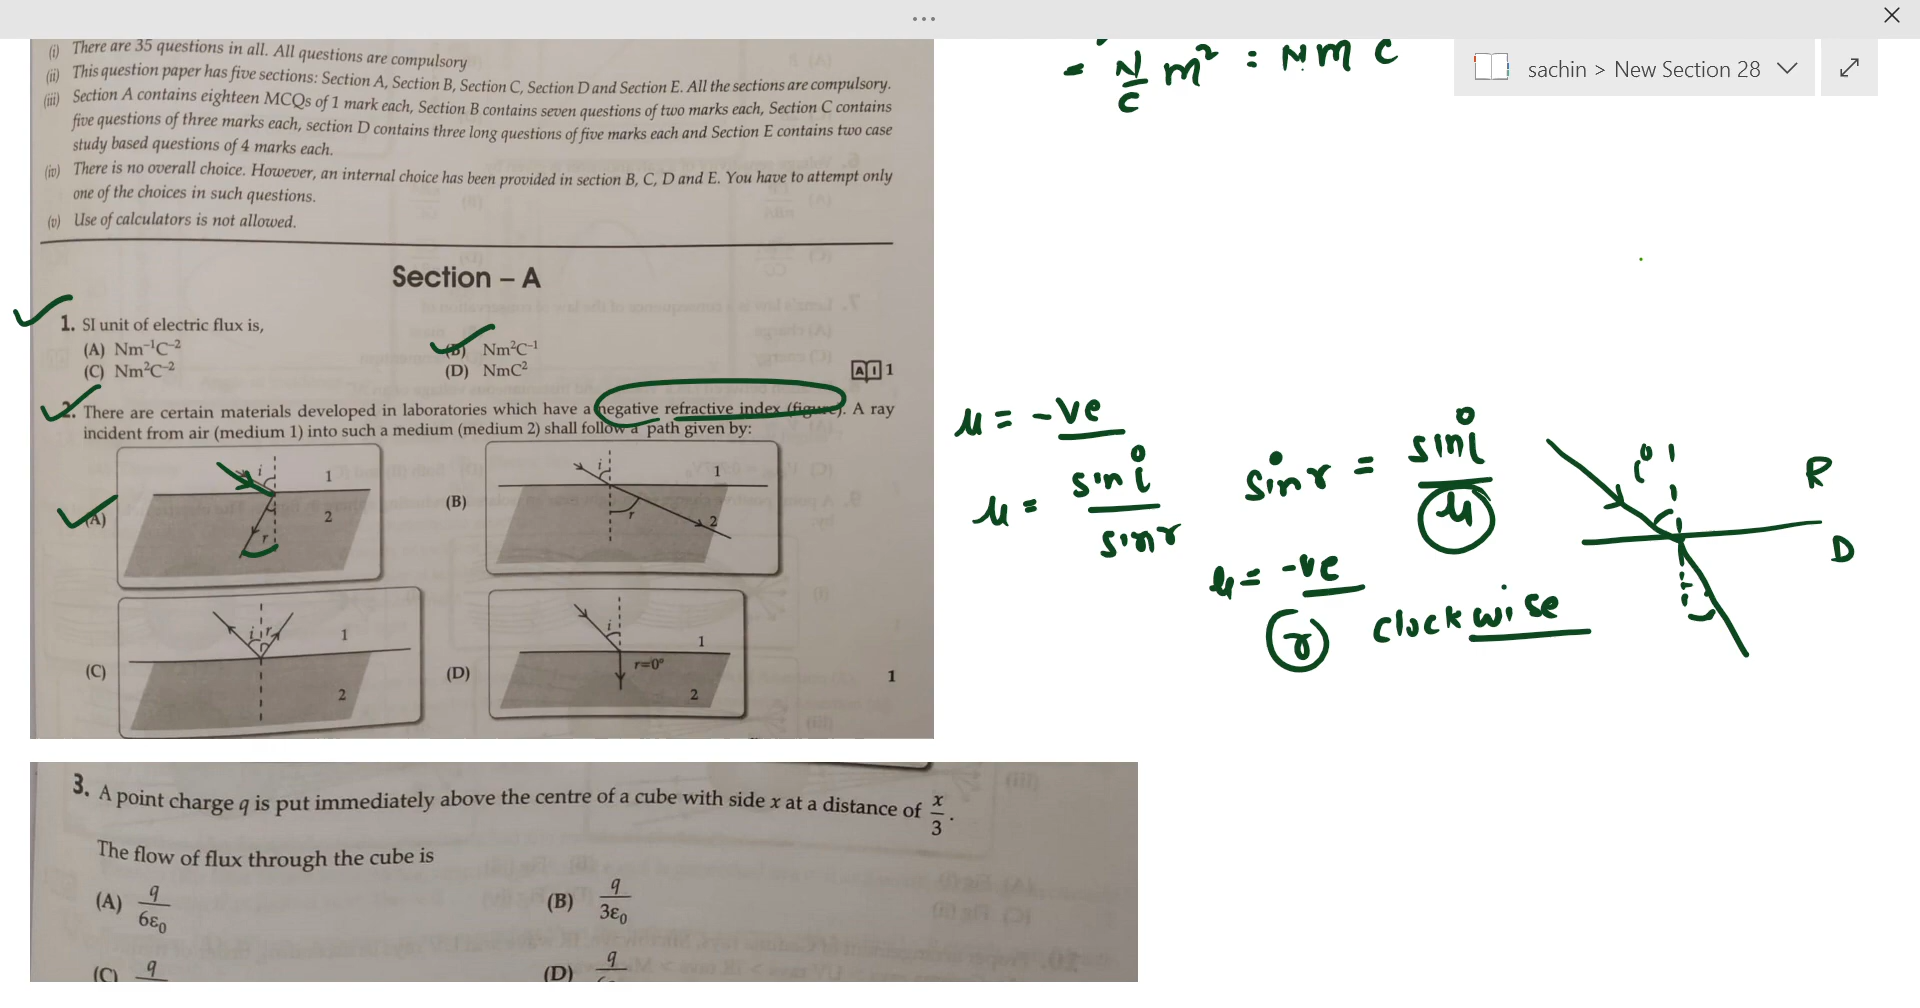 (i) There are 35 questions in all. All questions are compulsory
(ii) This question paper has five sections: Section A, Section B, Section C, Section D and Section E. All the sections are compulsory.
(iii) Section A contains eighteen MCQs of 1 mark each, Section B contains seven questions of two marks each, Section C contains
five questions of three marks each, section D contains three long questions of five marks each and Section E contains two case
study based questions of 4 marks each.
(iv) There is no overall choice. However, an internal choice has been provided in section B, C, D and E. You have to attempt only
one of the choices in such questions.
(v) Use of calculators is not allowed.
Section – A
1. SI unit of electric flux is,
(A) Nm⁻¹C⁻² (B) Nm²C⁻¹
(C) Nm²C⁻² (D) NmC²
A I 1
2. There are certain materials developed in laboratories which have a negative refractive index (figure). A ray
incident from air (medium 1) into such a medium (medium 2) shall follow a path given by:
(A) i 1 2 r
(B) i 1 r 2
(C) i r 1 2
(D) i 1 r=0° 2
1
3. A point charge q is put immediately above the centre of a cube with side x at a distance of x/3.
The flow of flux through the cube is
(A) q/6ε₀ (B) q/3ε₀
(C) q (D) q
= N/C m² = Nm C
sachin > New Section 28
μ = -ve
μ = sin i / sin r
sin r = sin i / μ
μ = -ve
r clockwise
i R
D